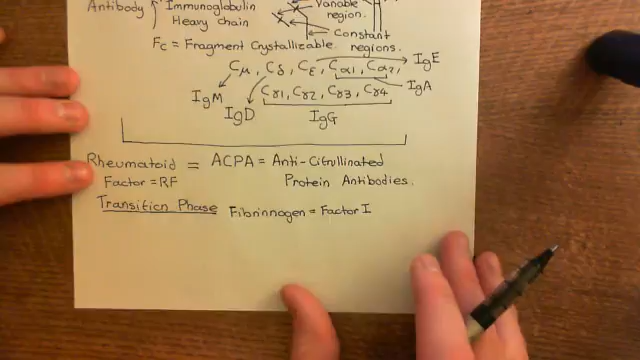 Antibody Immunoglobulin Variable
Heavy chain region.
Constant
Fc = Fragment Crystallizable regions.
Cμ, Cδ, Cε, Cα1, Cα2, IgE
IgM IgD Cγ1, Cγ2, Cγ3, Cγ4 IgA
IgG
Rheumatoid = ACPA = Anti-Citrullinated
Factor = RF Protein Antibodies.
Transition Phase Fibrinnogen = Factor I